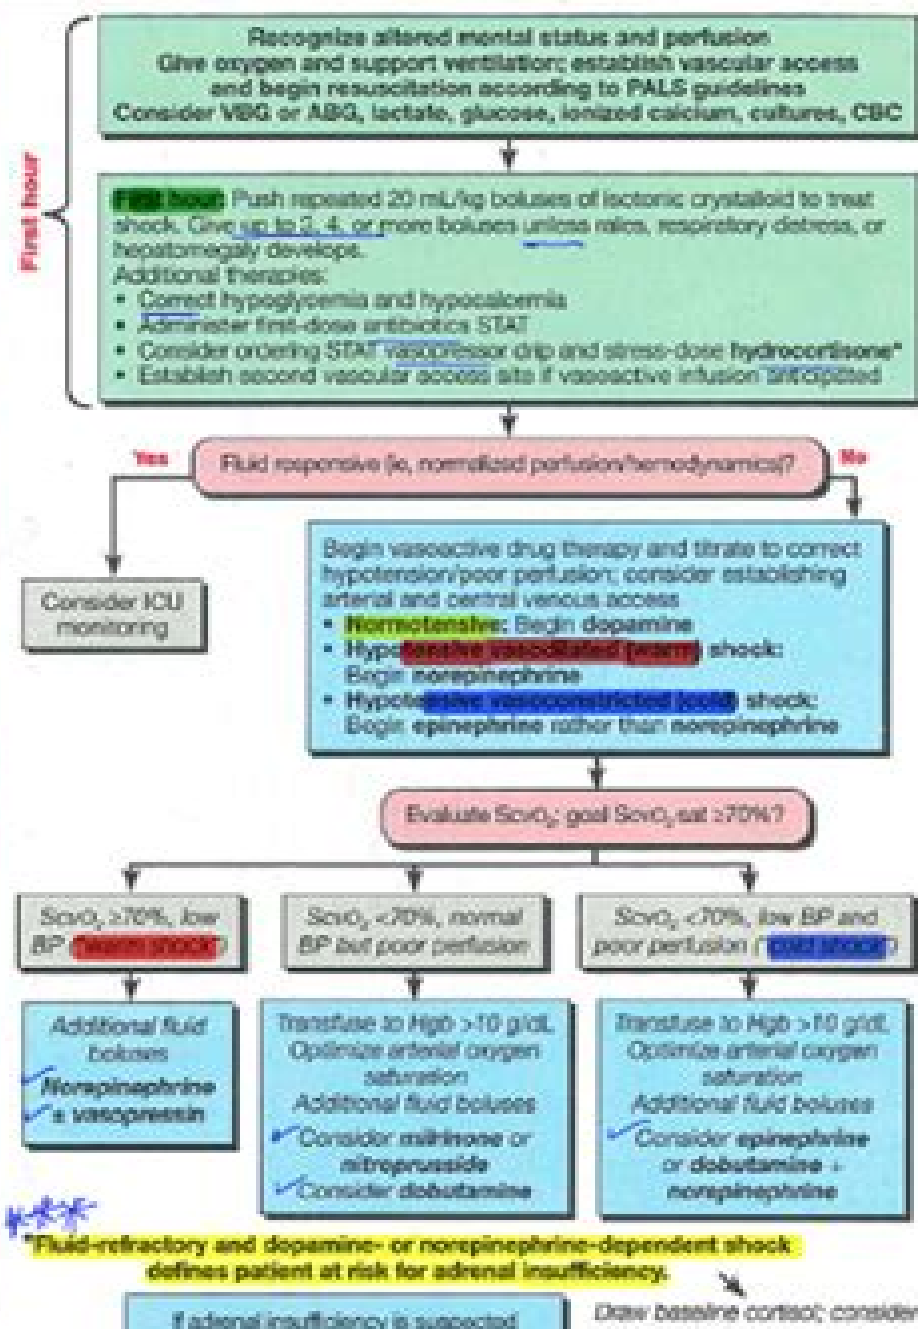 Recognize altered mental status and perfusion
Give oxygen and support ventilation; establish vascular access
and begin resuscitation according to PALS guidelines
Consider VBG or ABG, lactate, glucose, ionized calcium, cultures, CBC
First hour
First hour: Push repeated 20 mL/kg boluses of isotonic crystalloid to treat
shock. Give up to 3, 4, or more boluses unless rales, respiratory distress, or
hepatomegaly develops.
Additional therapies:
• Correct hypoglycemia and hypocalcemia
• Administer first-dose antibiotics STAT
• Consider ordering STAT vasopressor drip and stress-dose hydrocortisone*
• Establish second vascular access site if vasoactive infusion anticipated
Yes
Fluid responsive (ie, normalized perfusion/hemodynamics)?
No
Consider ICU
monitoring
Begin vasoactive drug therapy and titrate to correct
hypotension/poor perfusion; consider establishing
arterial and central venous access
• Normotensive: Begin dopamine
• Hypotensive vasodilated (warm) shock:
Begin norepinephrine
• Hypotensive vasoconstricted (cold) shock:
Begin epinephrine rather than norepinephrine
Evaluate ScvO₂; goal ScvO₂ sat ≥70%?
ScvO₂ ≥70%, low
BP ("warm shock")
ScvO₂ <70%, normal
BP but poor perfusion
ScvO₂ <70%, low BP and
poor perfusion ("cold shock")
Additional fluid
boluses
Norepinephrine
± vasopressin
Transfuse to Hgb >10 g/dL
Optimize arterial oxygen
saturation
Additional fluid boluses
Consider milrinone or
nitroprusside
Consider dobutamine
Transfuse to Hgb >10 g/dL
Optimize arterial oxygen
saturation
Additional fluid boluses
Consider epinephrine
or dobutamine +
norepinephrine
*Fluid-refractory and dopamine- or norepinephrine-dependent shock
defines patient at risk for adrenal insufficiency.
If adrenal insufficiency is suspected
Draw baseline cortisol; consider